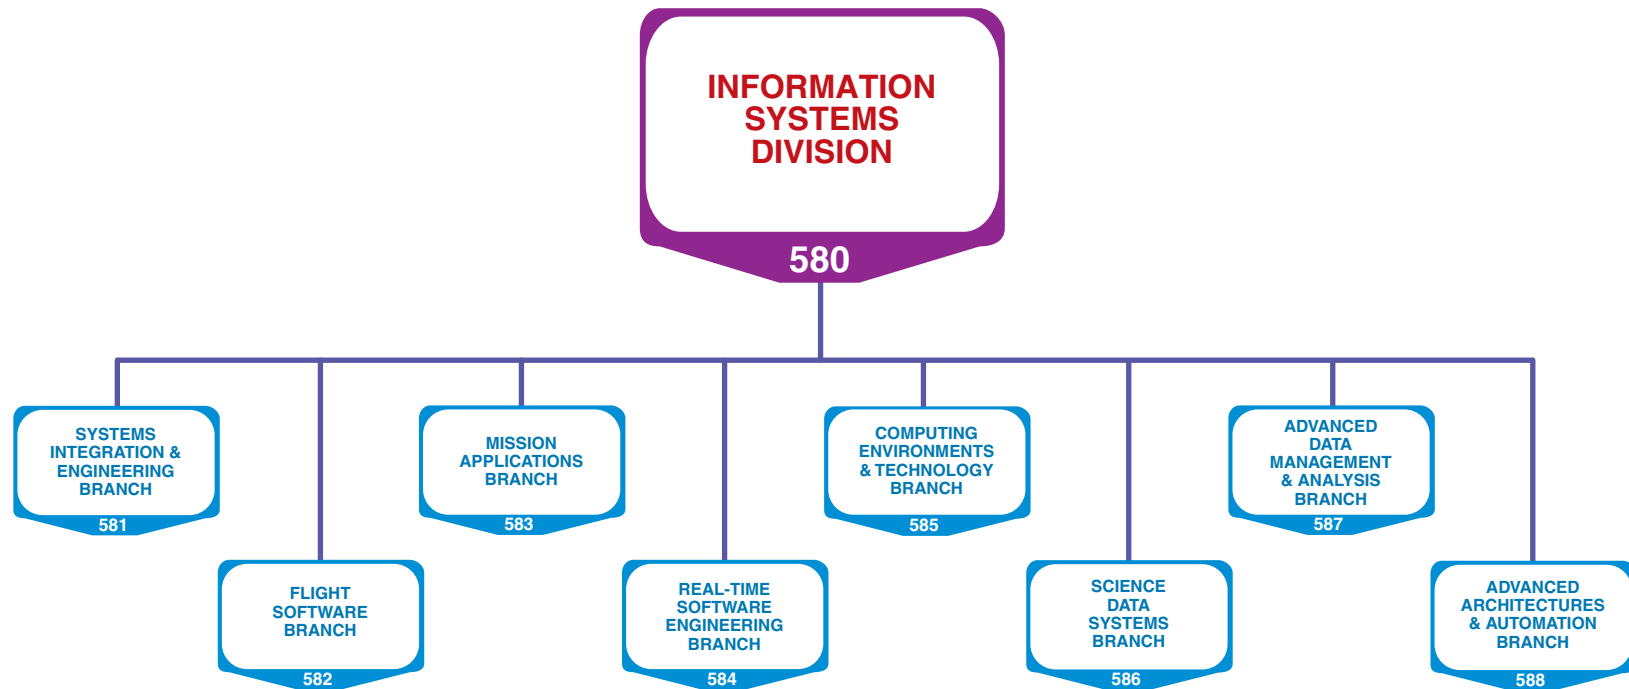 INFORMATION
SYSTEMS
DIVISION
580
SYSTEMS
INTEGRATION &
ENGINEERING
BRANCH
581
FLIGHT
SOFTWARE
BRANCH
582
MISSION
APPLICATIONS
BRANCH
583
REAL-TIME
SOFTWARE
ENGINEERING
BRANCH
584
COMPUTING
ENVIRONMENTS
& TECHNOLOGY
BRANCH
585
SCIENCE
DATA
SYSTEMS
BRANCH
586
ADVANCED
DATA
MANAGEMENT
& ANALYSIS
BRANCH
587
ADVANCED
ARCHITECTURES
& AUTOMATION
BRANCH
588